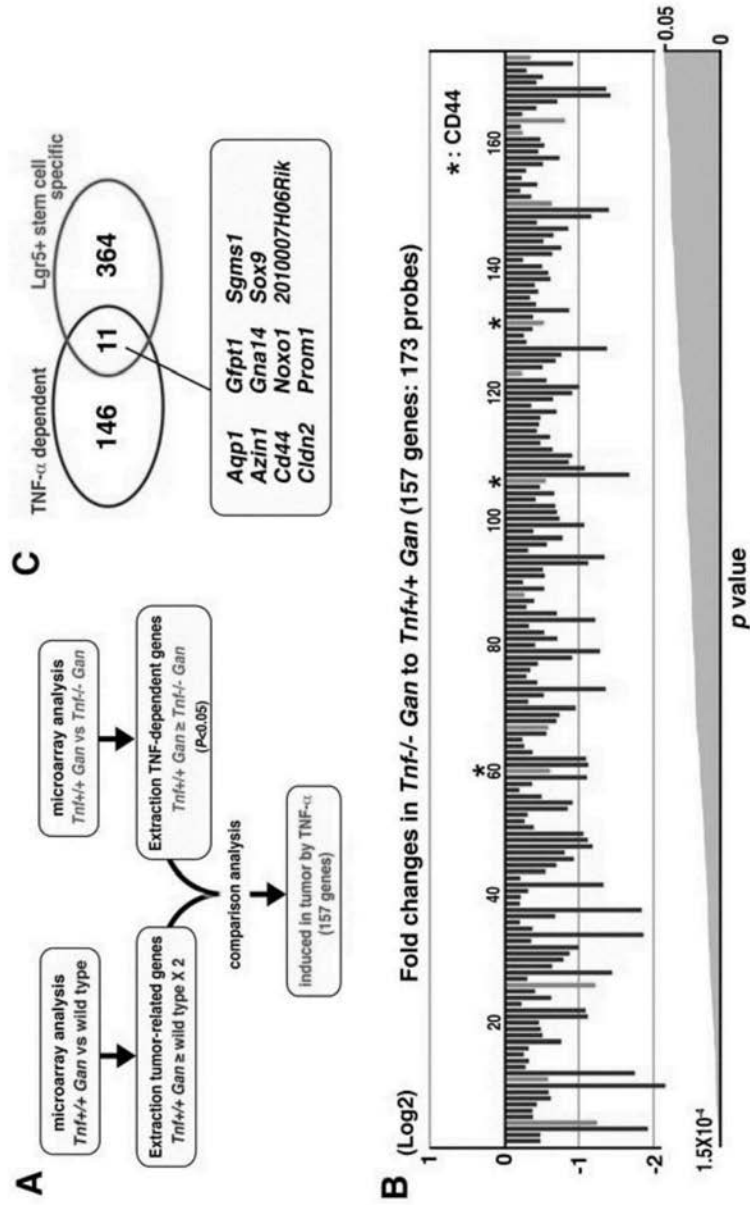 A
microarray analysis
Tnf+/+ Gan vs wild type
Extraction tumor-related genes
Tnf+/+ Gan ≥ wild type X 2
microarray analysis
Tnf+/+ Gan vs Tnf-/- Gan
Extraction TNF-dependent genes
Tnf+/+ Gan ≥ Tnf-/- Gan
(P<0.05)
comparison analysis
induced in tumor by TNF-α
(157 genes)
C
TNF-α dependent
Lgr5+ stem cell
specific
146
11
364
Aqp1 Gfpt1 Sgms1
Azin1 Gna14 Sox9
Cd44 Noxo1 2010007H06Rik
Cldn2 Prom1
B
(Log2)
Fold changes in Tnf-/- Gan to Tnf+/+ Gan (157 genes: 173 probes)
1
0
-1
-2
20 40 60 80 100 120 140 160
* * *
*: CD44
1.5X10-4
0.05
0
p value